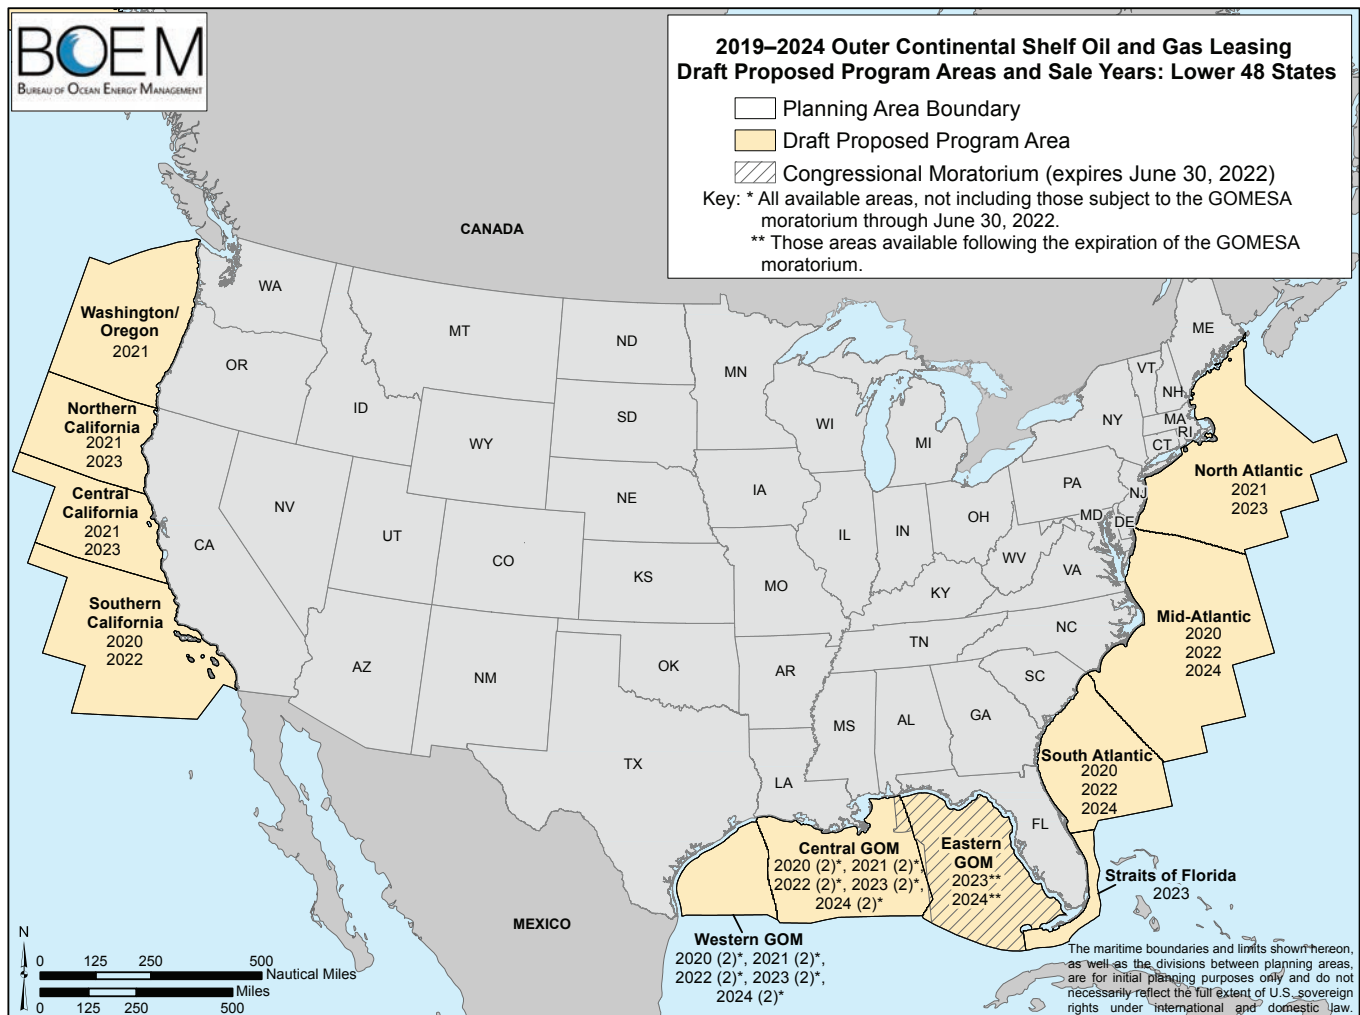 BOEM
BUREAU OF OCEAN ENERGY MANAGEMENT
2019–2024 Outer Continental Shelf Oil and Gas Leasing
Draft Proposed Program Areas and Sale Years: Lower 48 States
Planning Area Boundary
Draft Proposed Program Area
Congressional Moratorium (expires June 30, 2022)
Key: * All available areas, not including those subject to the GOMESA
moratorium through June 30, 2022.
** Those areas available following the expiration of the GOMESA
moratorium.
CANADA
MEXICO
Washington/
Oregon
2021
Northern
California
2021
2023
Central
California
2021
2023
Southern
California
2020
2022
WA
OR
ID
MT
WY
NV
UT
CA
CO
AZ
NM
ND
SD
NE
KS
OK
TX
MN
IA
MO
AR
LA
WI
IL
MI
IN
OH
KY
TN
MS
AL
GA
FL
SC
NC
VA
WV
PA
NY
MD
DE
NJ
CT
RI
MA
NH
VT
ME
North Atlantic
2021
2023
Mid-Atlantic
2020
2022
2024
South Atlantic
2020
2022
2024
Straits of Florida
2023
Central GOM
2020 (2)*, 2021 (2)*,
2022 (2)*, 2023 (2)*,
2024 (2)*
Eastern
GOM
2023**
2024**
Western GOM
2020 (2)*, 2021 (2)*,
2022 (2)*, 2023 (2)*,
2024 (2)*
N
0 125 250 500
Nautical Miles
Miles
0 125 250 500
The maritime boundaries and limits shown hereon,
as well as the divisions between planning areas,
are for initial planning purposes only and do not
necessarily reflect the full extent of U.S. sovereign
rights under international and domestic law.